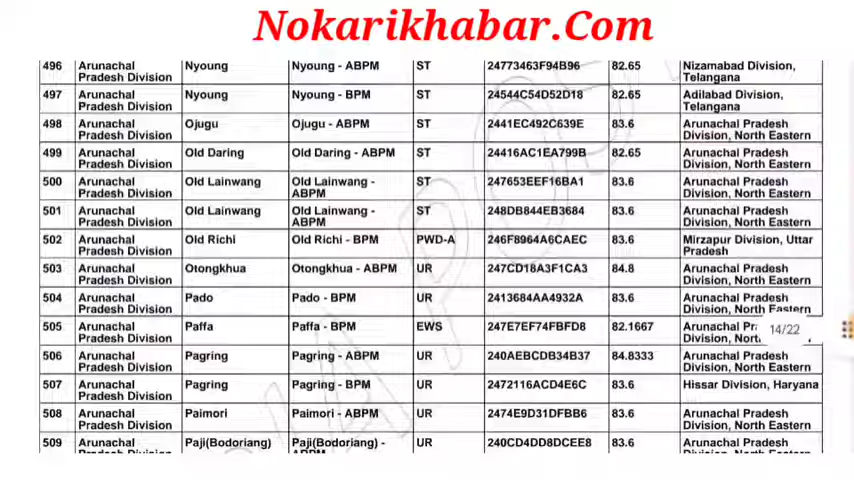 Nokarikhabar.Com
496 Arunachal Pradesh Division Nyoung Nyoung - ABPM ST 24773463F94B96 82.65 Nizamabad Division, Telangana
497 Arunachal Pradesh Division Nyoung Nyoung - BPM ST 24544C54D52D18 82.65 Adilabad Division, Telangana
498 Arunachal Pradesh Division Ojugu Ojugu - ABPM ST 2441EC492C639E 83.6 Arunachal Pradesh Division, North Eastern
499 Arunachal Pradesh Division Old Daring Old Daring - ABPM ST 24416AC1EA799B 82.65 Arunachal Pradesh Division, North Eastern
500 Arunachal Pradesh Division Old Lainwang Old Lainwang - ABPM ST 247653EEF16BA1 83.6 Arunachal Pradesh Division, North Eastern
501 Arunachal Pradesh Division Old Lainwang Old Lainwang - ABPM ST 248DB844EB3684 83.6 Arunachal Pradesh Division, North Eastern
502 Arunachal Pradesh Division Old Richi Old Richi - BPM PWD-A 246F8964A6CAEC 83.6 Mirzapur Division, Uttar Pradesh
503 Arunachal Pradesh Division Otongkhua Otongkhua - ABPM UR 247CD18A3F1CA3 84.8 Arunachal Pradesh Division, North Eastern
504 Arunachal Pradesh Division Pado Pado - BPM UR 2413684AA4932A 83.6 Arunachal Pradesh Division, North Eastern
505 Arunachal Pradesh Division Paffa Paffa - BPM EWS 247E7EF74FBFD8 82.1667 Arunachal Division,
14/22
506 Arunachal Pradesh Division Pagring Pagring - ABPM UR 240AEBCDB34B37 84.8333 Arunachal Pradesh Division, North Eastern
507 Arunachal Pradesh Division Pagring Pagring - BPM UR 2472116ACD4E6C 83.6 Hissar Division, Haryana
508 Arunachal Pradesh Division Paimori Paimori - ABPM UR 2474E9D31DFBB6 83.6 Arunachal Pradesh Division, North Eastern
509 Arunachal Pradesh Division Paji(Bodoriang) Paji(Bodoriang) - UR 240CD4DD8DCEE8 83.6 Arunachal Pradesh